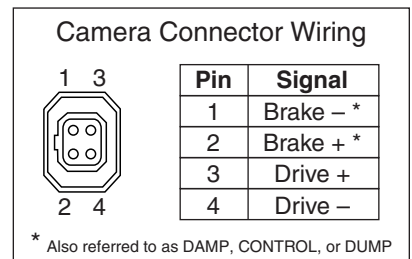 Camera Connector Wiring
1 3
2 4
Pin Signal
1 Brake – *
2 Brake + *
3 Drive +
4 Drive –
* Also referred to as DAMP, CONTROL, or DUMP